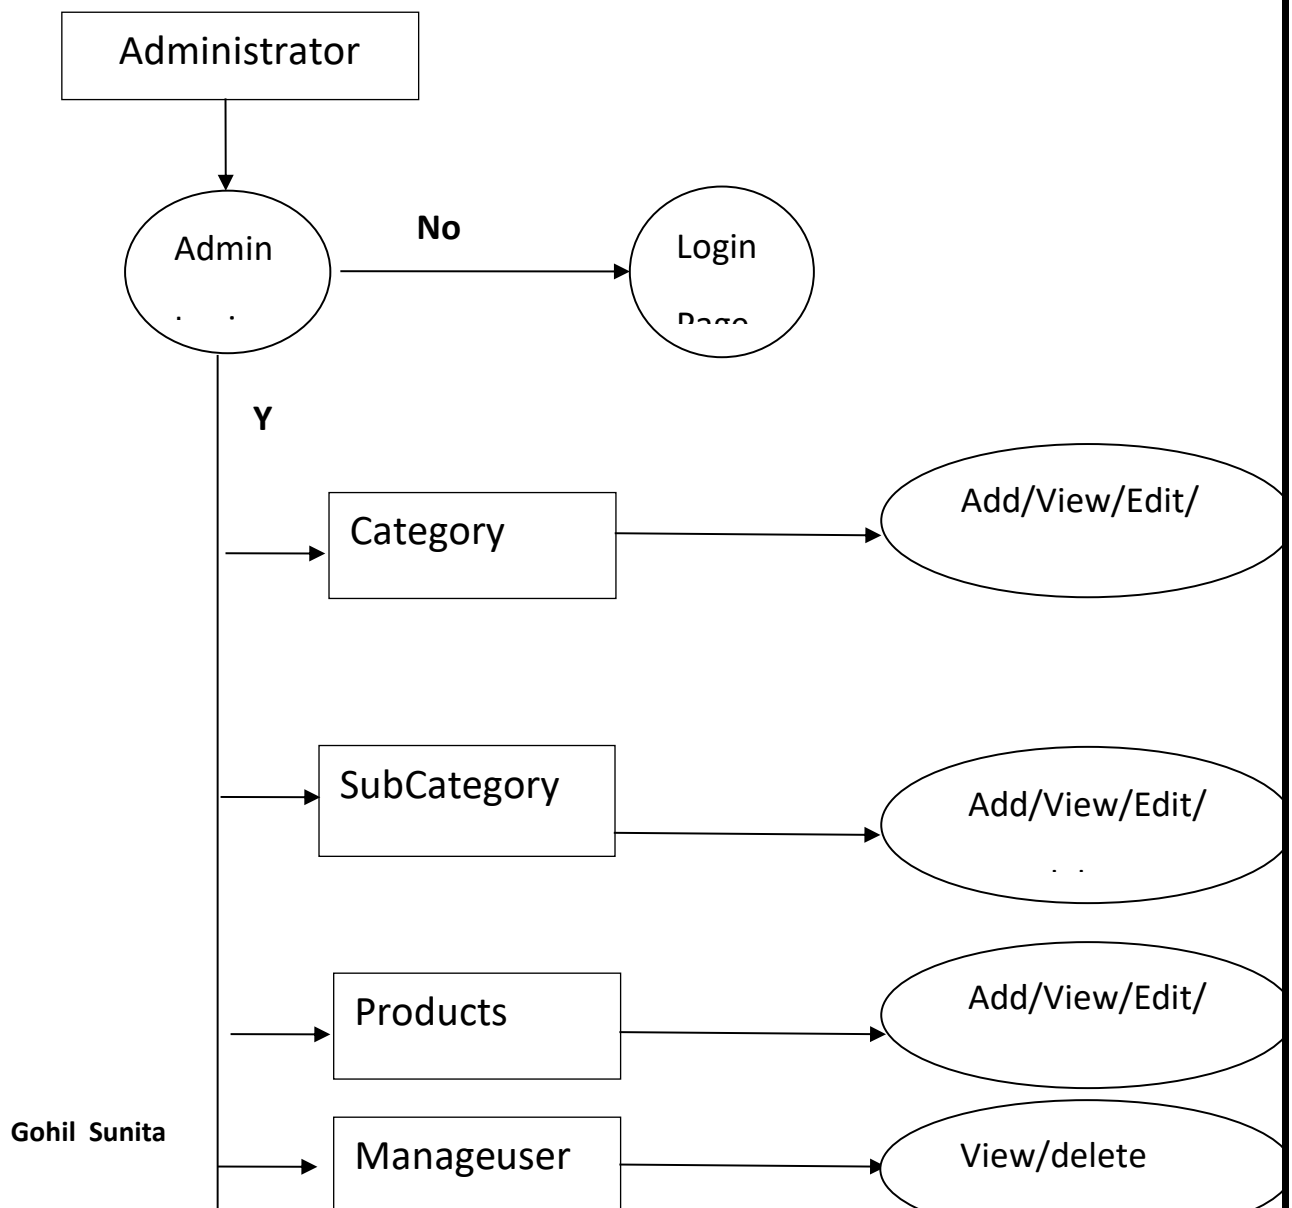 Administrator
Admin
No
Login
Page
Y
Category
Add/View/Edit/
SubCategory
Add/View/Edit/
Products
Add/View/Edit/
Gohil Sunita
Manageuser
View/delete